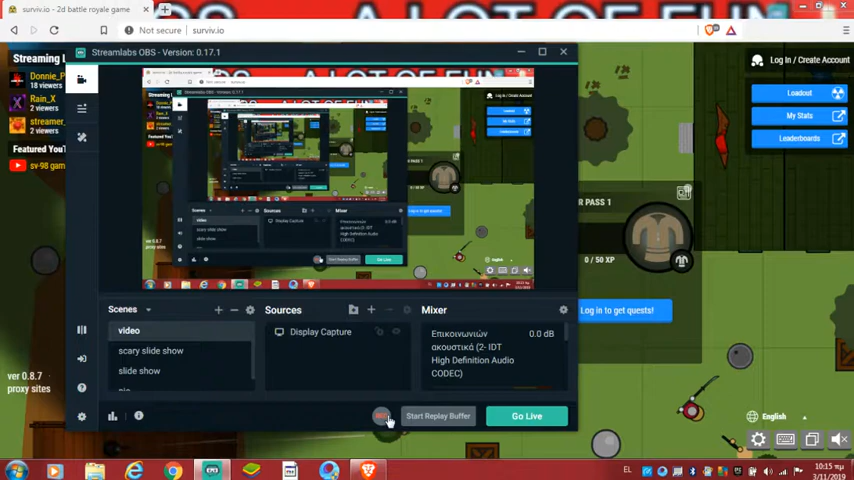 surviv.io - 2d battle royale game
Not secure | surviv.io
A LOT OF FUN
Streamlabs OBS - Version: 0.17.1
Streaming L
Donnie_P
18 viewers
Rain_X
2 viewers
streamer_
2 viewers
Featured YouT
sv-98 gam
Log in / Create Account
Loadout
My Stats
Leaderboards
R PASS 1
0 / 50 XP
Log in to get quests!
Scenes
video
scary slide show
slide show
Sources
Display Capture
Mixer
Επικοινωνιών
ακουστικά (2- IDT
High Definition Audio
CODEC)
0.0 dB
REC
Start Replay Buffer
Go Live
ver 0.8.7
proxy sites
English
EL
10:15 πμ
3/11/2019